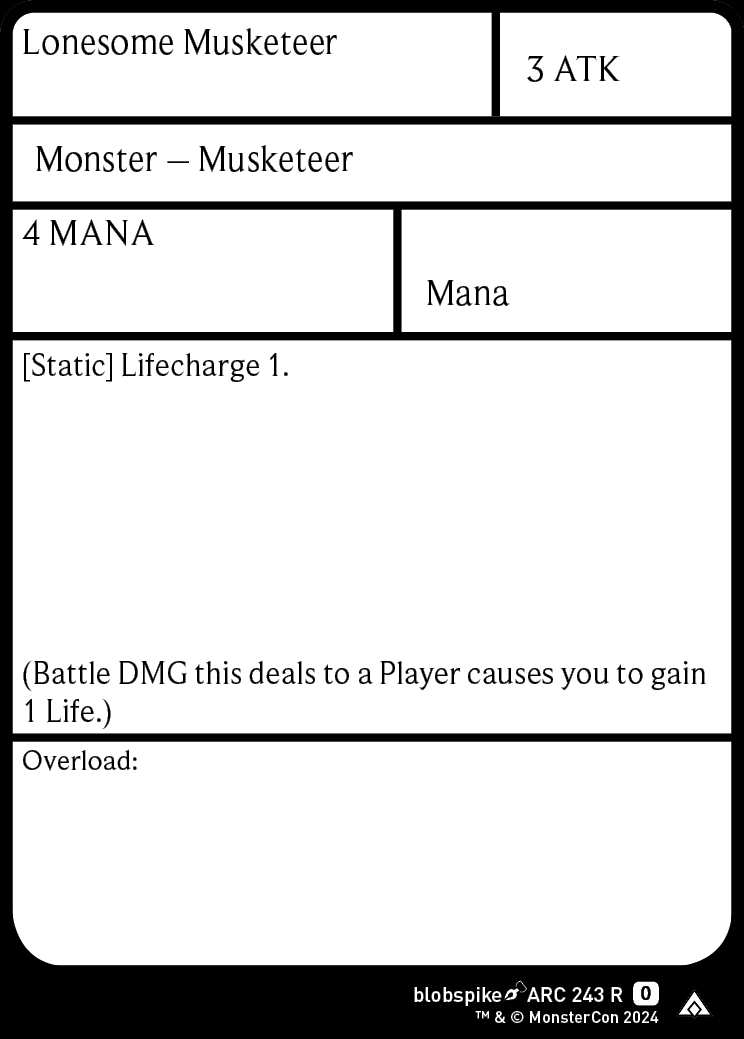 Lonesome Musketeer
3 ATK
Monster – Musketeer
4 MANA
Mana
[Static] Lifecharge 1.
(Battle DMG this deals to a Player causes you to gain
1 Life.)
Overload:
blobspike ARC 243 R 0
™ & © MonsterCon 2024